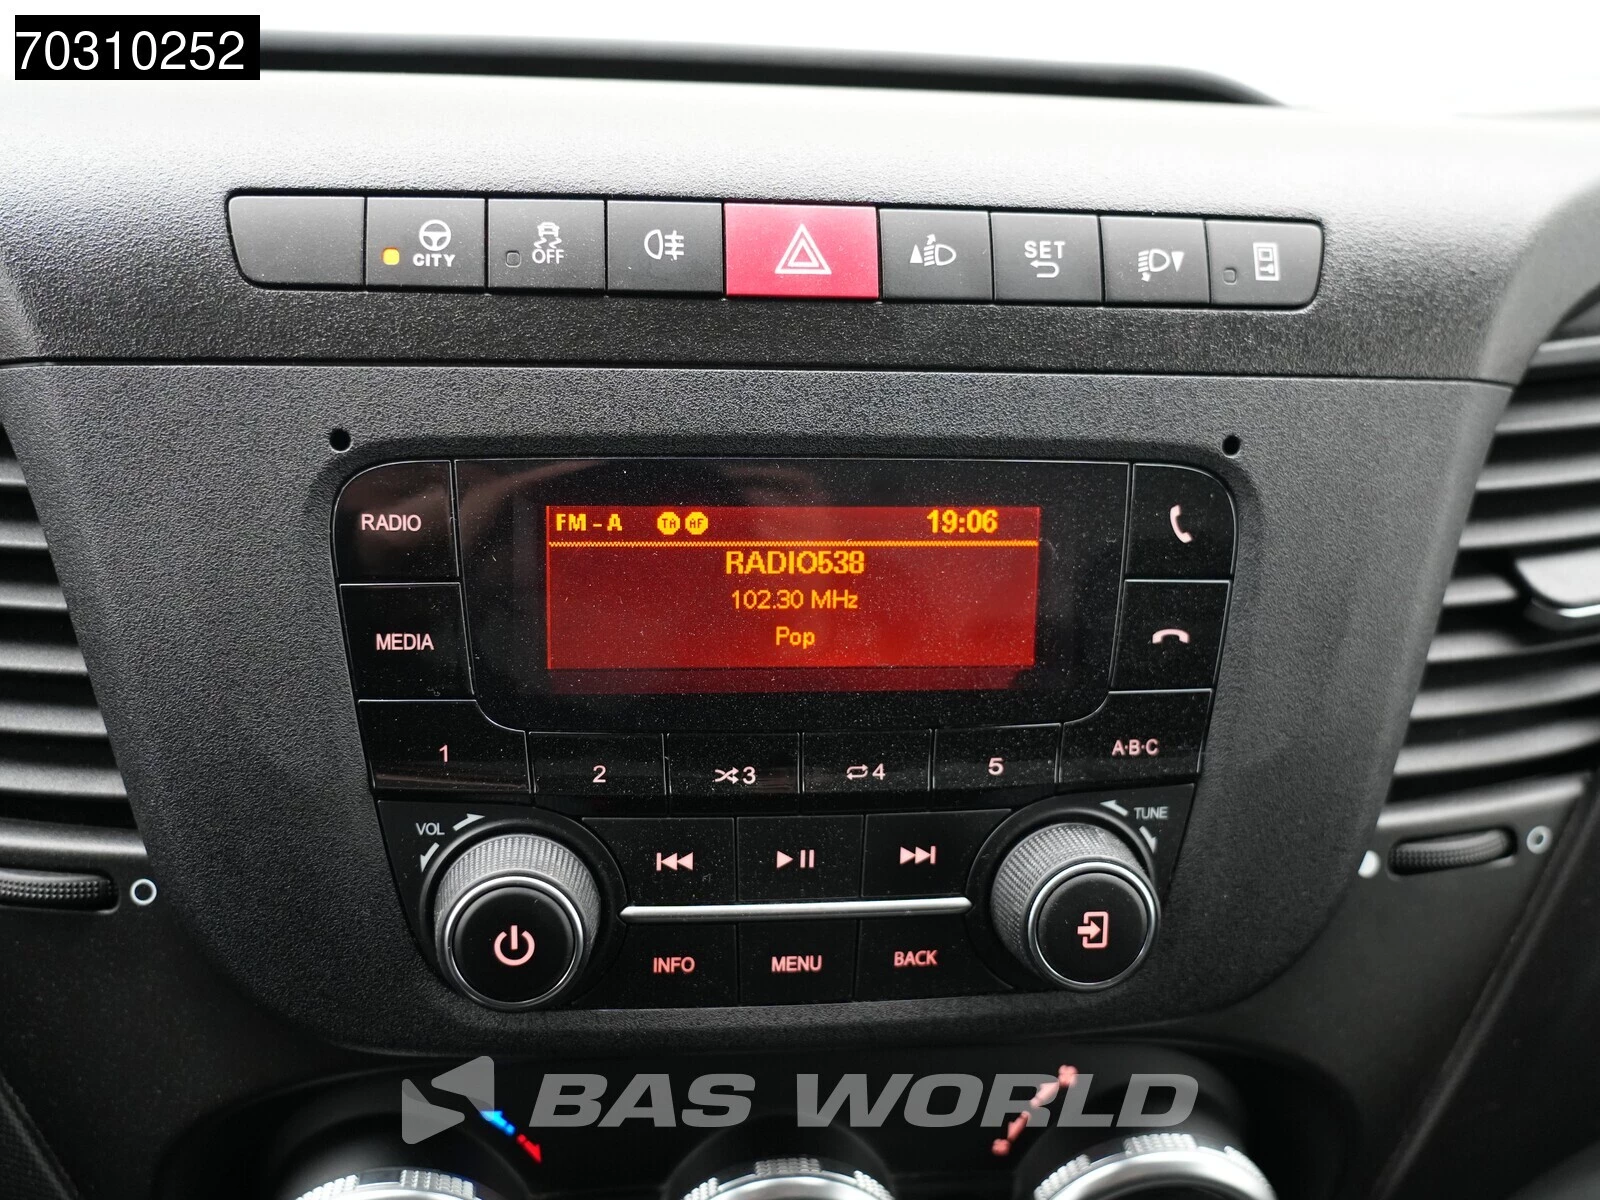 70310252
CITY
OFF
SET
RADIO
FM - A TA AF 19:06
RADIO538
102.30 MHz
Pop
MEDIA
1
2
3
4
5
A·B·C
VOL
TUNE
INFO
MENU
BACK
BAS WORLD